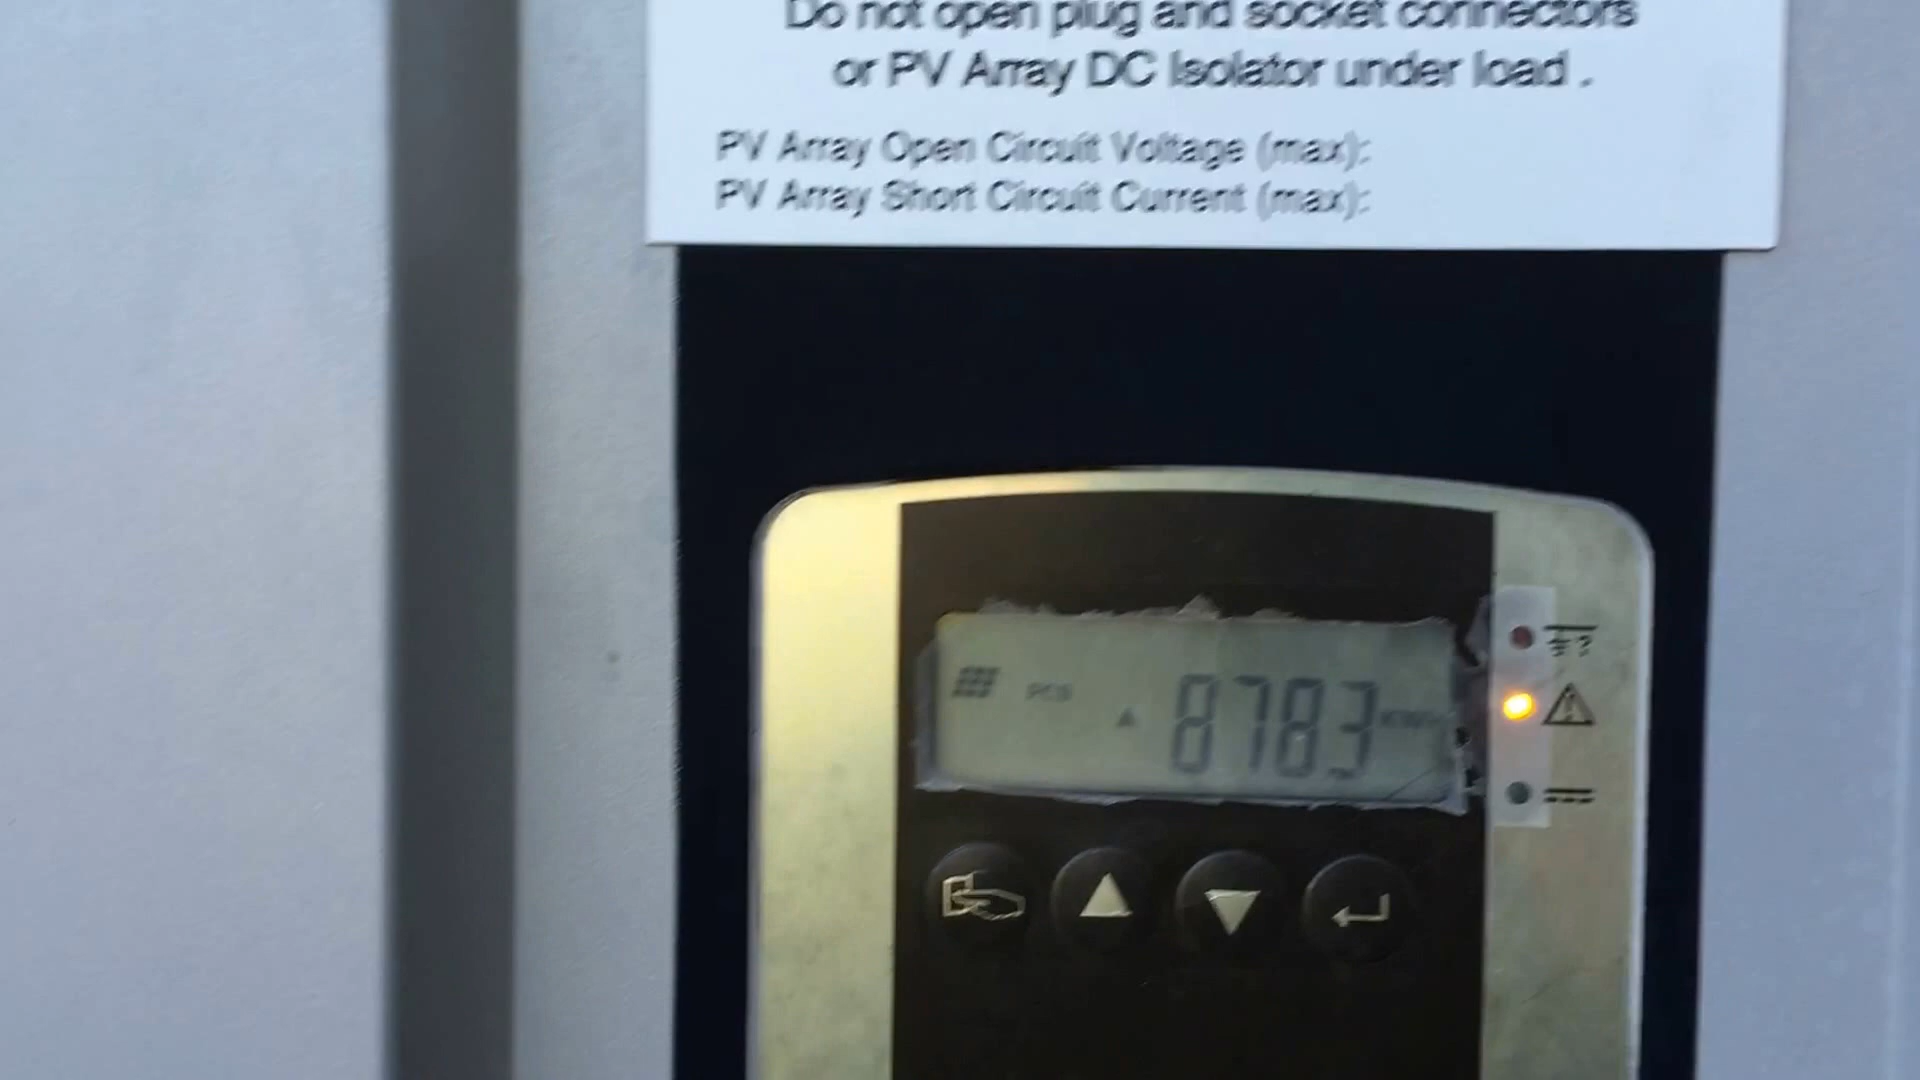 Do not open plug and socket connectors
or PV Array DC Isolator under load .
PV Array Open Circuit Voltage (max):
PV Array Short Circuit Current (max):
8783